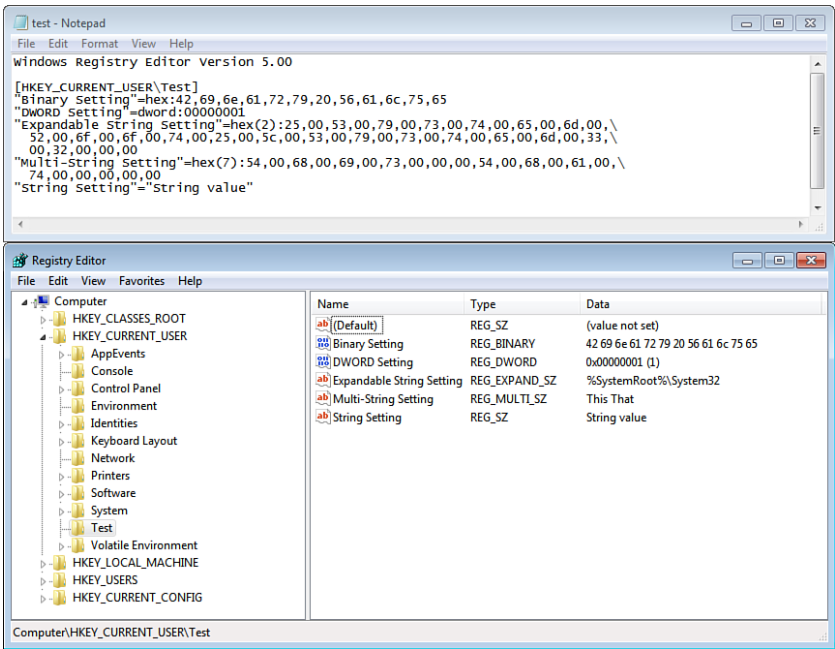 test - Notepad
File Edit Format View Help
Windows Registry Editor Version 5.00
[HKEY_CURRENT_USER\Test]
"Binary Setting"=hex:42,69,6e,61,72,79,20,56,61,6c,75,65
"DWORD Setting"=dword:00000001
"Expandable String Setting"=hex(2):25,00,53,00,79,00,73,00,74,00,65,00,6d,00,\
52,00,6f,00,6f,00,74,00,25,00,5c,00,53,00,79,00,73,00,74,00,65,00,6d,00,33,\
00,32,00,00,00
"Multi-String Setting"=hex(7):54,00,68,00,69,00,73,00,00,00,54,00,68,00,61,00,\
74,00,00,00,00,00
"String Setting"="String value"
Registry Editor
File Edit View Favorites Help
Computer
HKEY_CLASSES_ROOT
HKEY_CURRENT_USER
AppEvents
Console
Control Panel
Environment
Identities
Keyboard Layout
Network
Printers
Software
System
Test
Volatile Environment
HKEY_LOCAL_MACHINE
HKEY_USERS
HKEY_CURRENT_CONFIG
Name Type Data
(Default) REG_SZ (value not set)
Binary Setting REG_BINARY 42 69 6e 61 72 79 20 56 61 6c 75 65
DWORD Setting REG_DWORD 0x00000001 (1)
Expandable String Setting REG_EXPAND_SZ %SystemRoot%\System32
Multi-String Setting REG_MULTI_SZ This That
String Setting REG_SZ String value
Computer\HKEY_CURRENT_USER\Test